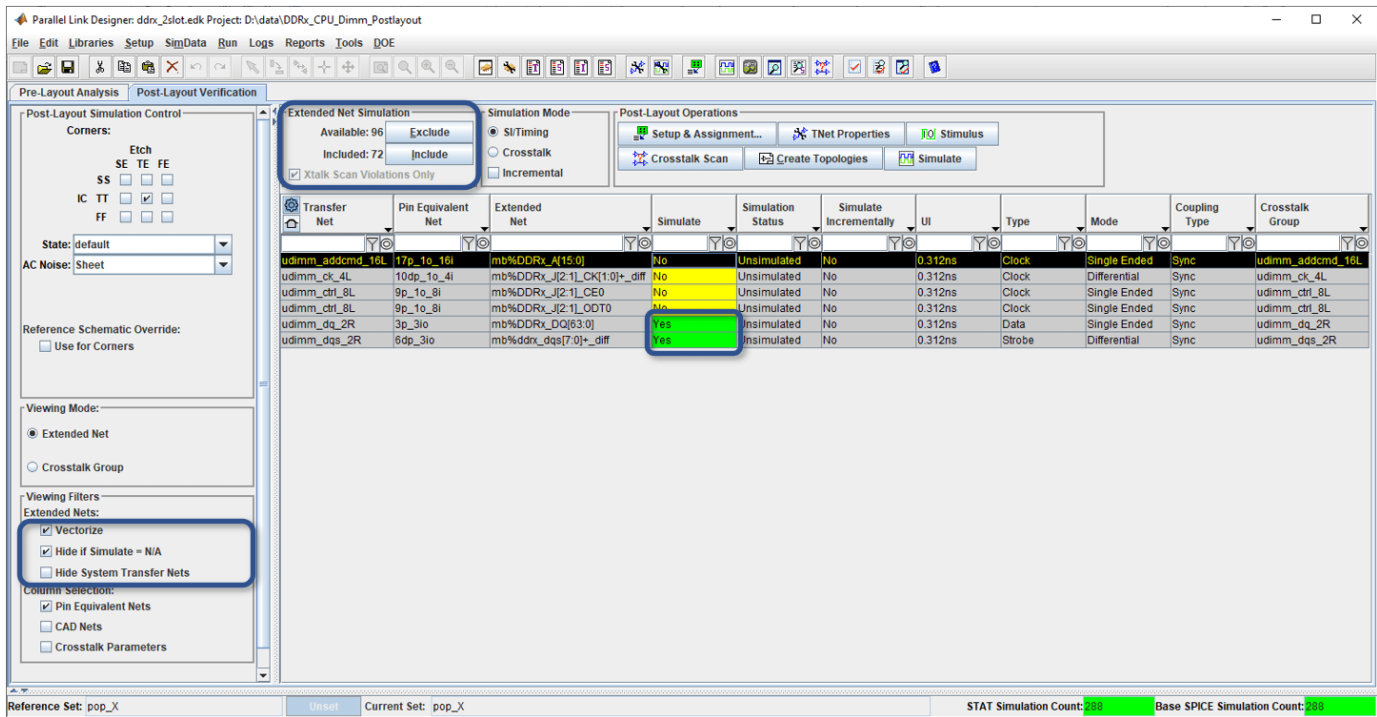 Parallel Link Designer: ddrx_2slot.edk Project: D:\data\DDRx_CPU_Dimm_Postlayout
File Edit Libraries Setup SimData Run Logs Reports Tools DOE
Pre-Layout Analysis Post-Layout Verification
Post-Layout Simulation Control
Corners:
Etch
SE TE FE
SS
IC TT
FF
State: default
AC Noise: Sheet
Reference Schematic Override:
Use for Corners
Viewing Mode:
Extended Net
Crosstalk Group
Viewing Filters
Extended Nets:
Vectorize
Hide if Simulate = N/A
Hide System Transfer Nets
Column Selection:
Pin Equivalent Nets
CAD Nets
Crosstalk Parameters
Extended Net Simulation
Available: 96 Exclude
Included: 72 Include
Xtalk Scan Violations Only
Simulation Mode
SI/Timing
Crosstalk
Incremental
Post-Layout Operations
Setup & Assignment... TNet Properties Stimulus
Crosstalk Scan Create Topologies Simulate
Transfer Net Pin Equivalent Net Extended Net Simulate Simulation Status Simulate Incrementally UI Type Mode Coupling Type Crosstalk Group
udimm_addcmd_16L 17p_1o_16i mb%DDRx_A[15:0] No Unsimulated No 0.312ns Clock Single Ended Sync udimm_addcmd_16L
udimm_ck_4L 10dp_1o_4i mb%DDRx_J[2:1]_CK[1:0]+_diff No Unsimulated No 0.312ns Clock Differential Sync udimm_ck_4L
udimm_ctrl_8L 9p_1o_8i mb%DDRx_J[2:1]_CE0 No Unsimulated No 0.312ns Clock Single Ended Sync udimm_ctrl_8L
udimm_ctrl_8L 9p_1o_8i mb%DDRx_J[2:1]_ODT0 No Unsimulated No 0.312ns Clock Single Ended Sync udimm_ctrl_8L
udimm_dq_2R 3p_3io mb%DDRx_DQ[63:0] Yes Unsimulated No 0.312ns Data Single Ended Sync udimm_dq_2R
udimm_dqs_2R 6dp_3io mb%ddrx_dqs[7:0]+_diff Yes Unsimulated No 0.312ns Strobe Differential Sync udimm_dqs_2R
Reference Set: pop_X Unset Current Set: pop_X STAT Simulation Count: 288 Base SPICE Simulation Count: 288